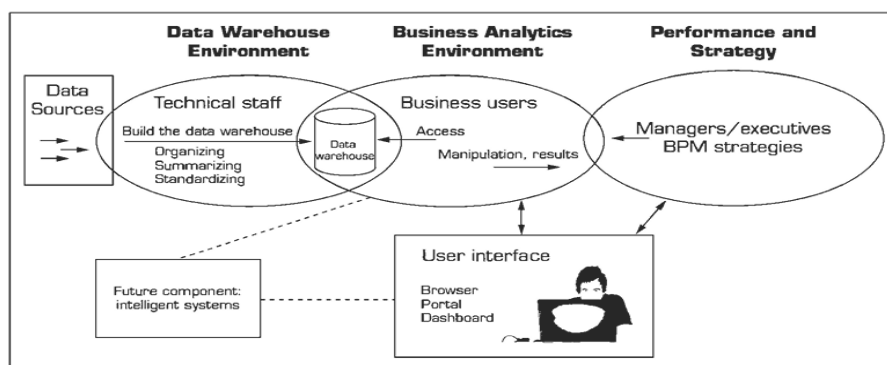 Data Warehouse
Environment
Business Analytics
Environment
Performance and
Strategy
Data
Sources
Technical staff
Build the data warehouse
Organizing
Summarizing
Standardizing
Data
warehouse
Business users
Access
Manipulation, results
Managers/executives
BPM strategies
User interface
Browser
Portal
Dashboard
Future component:
intelligent systems